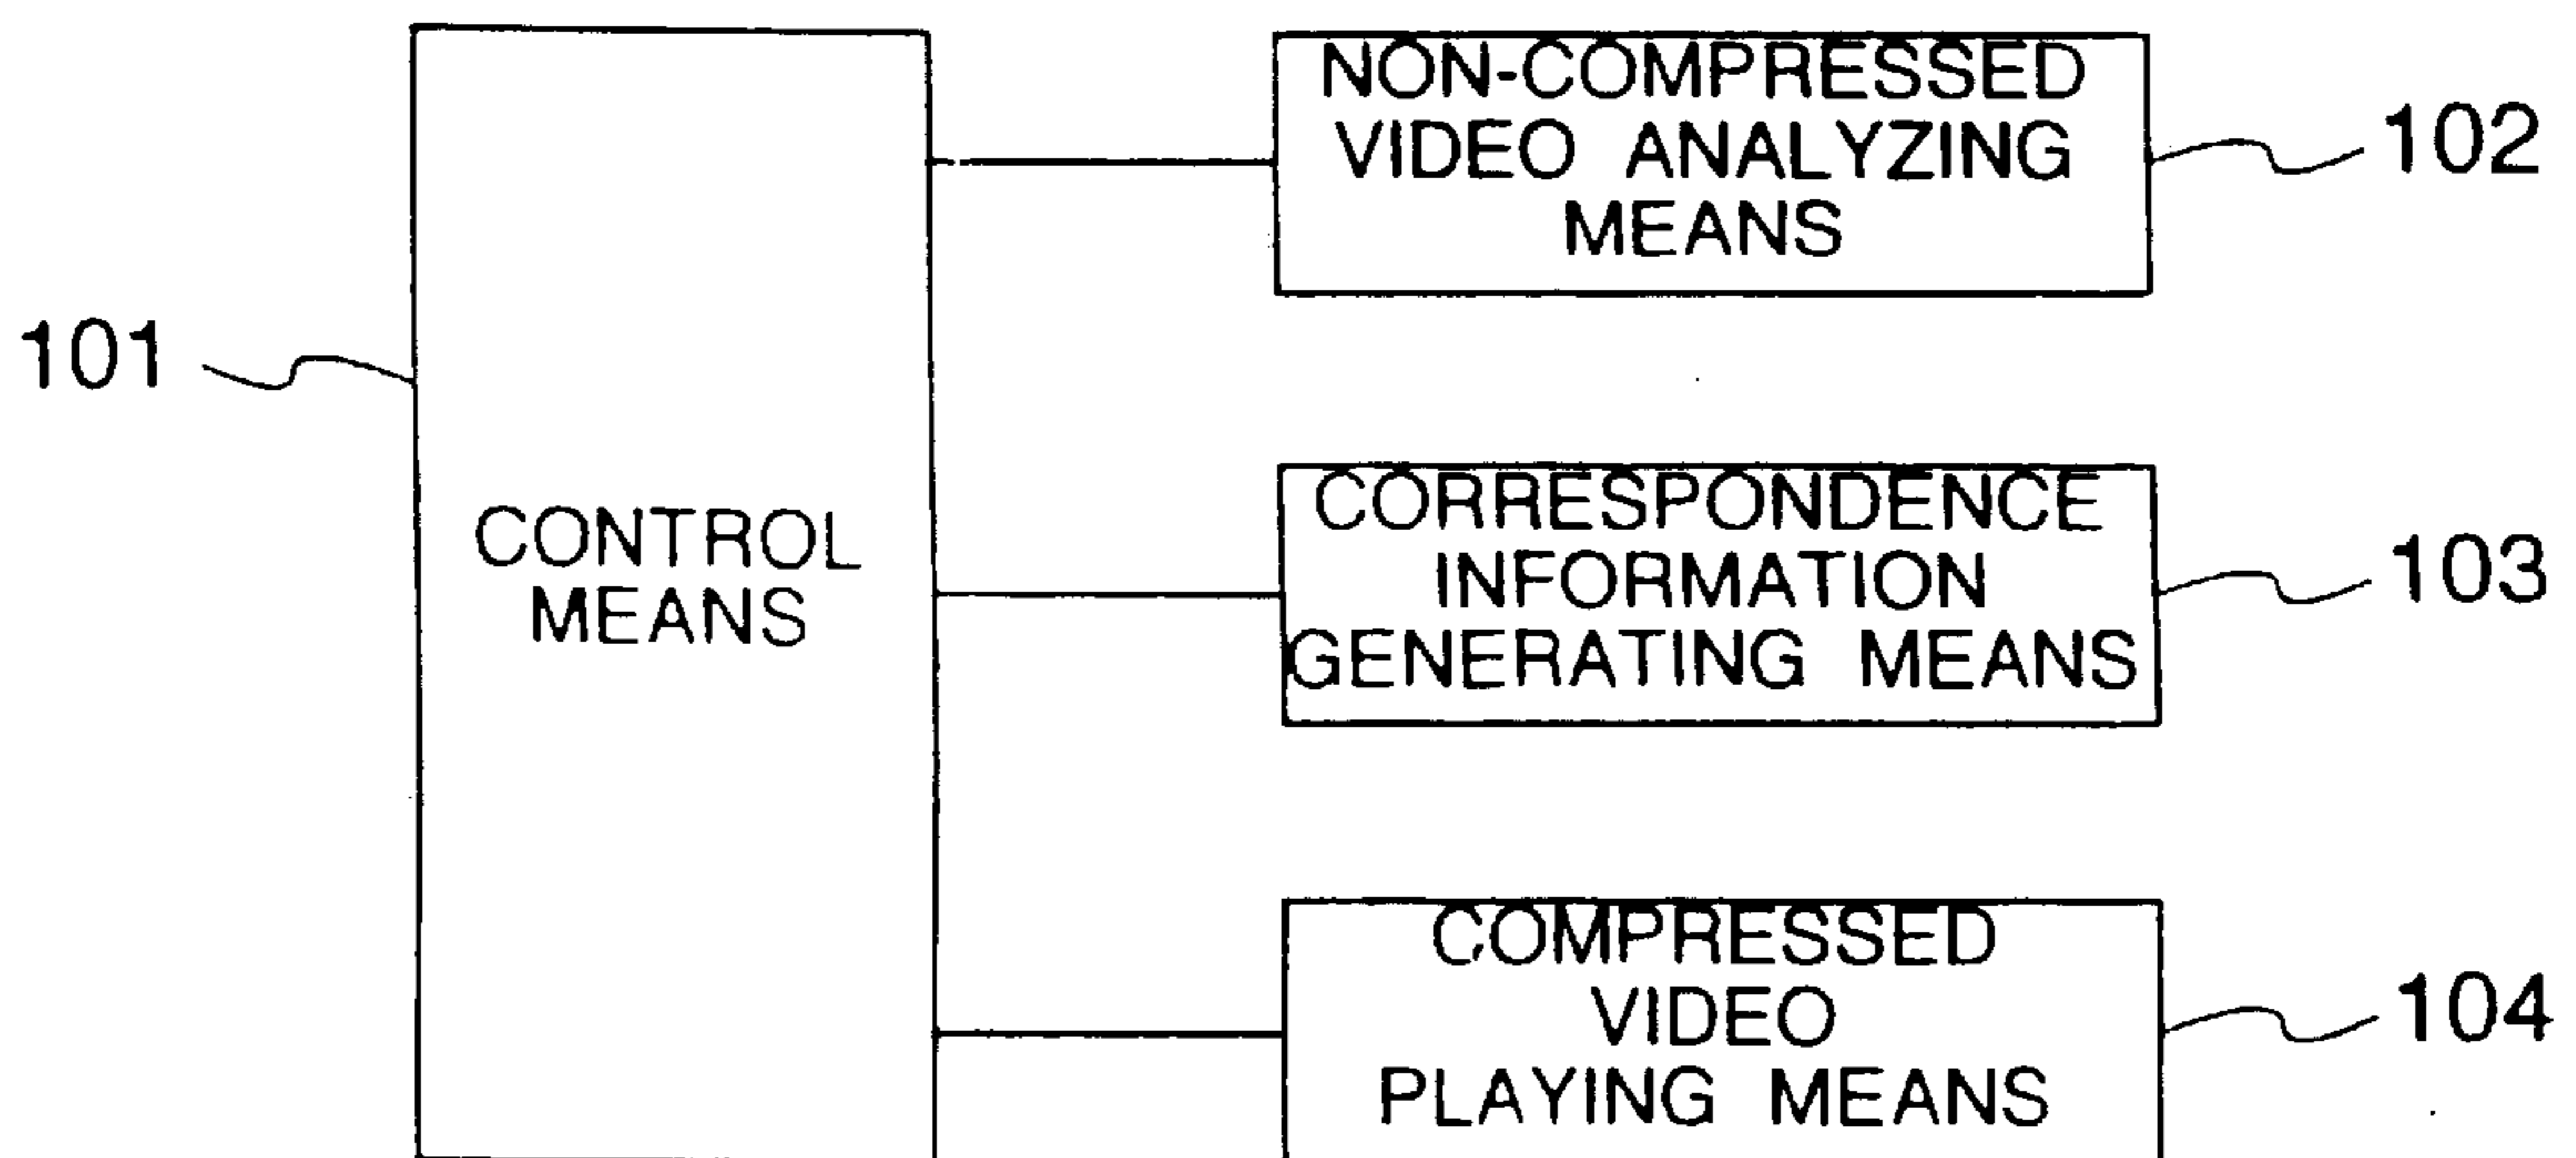 NON-COMPRESSED
VIDEO ANALYZING
MEANS
102
101
CONTROL
MEANS
CORRESPONDENCE
INFORMATION
GENERATING MEANS
103
COMPRESSED
VIDEO
PLAYING MEANS
104